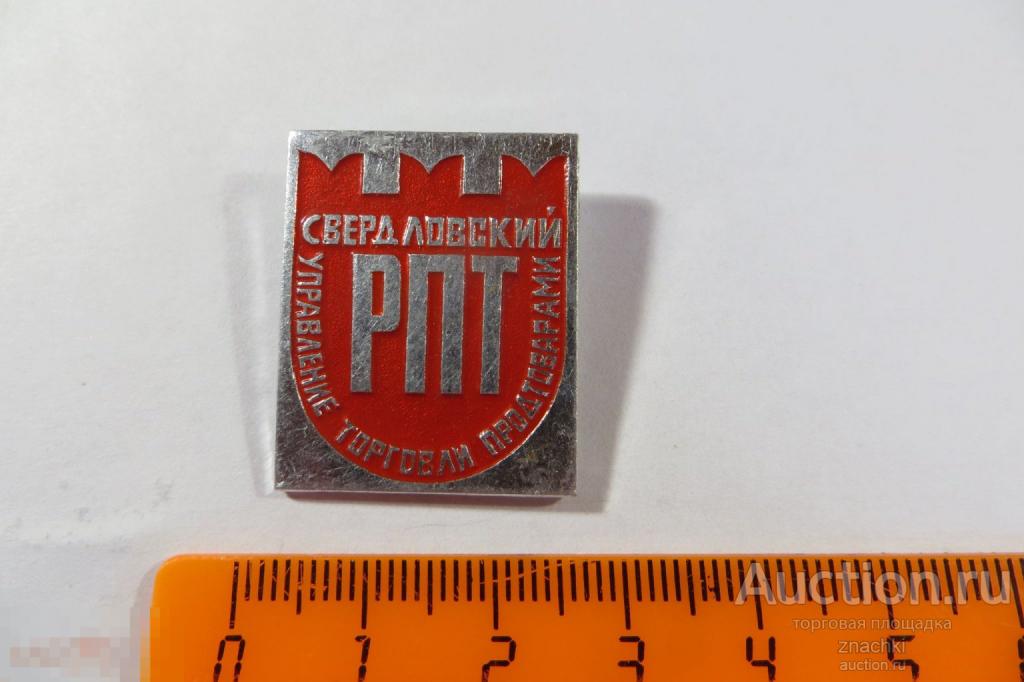 СВЕРДЛОВСКИЙ
РПТ
УПРАВЛЕНИЕ ТОРГОВЛИ ПРОДТОВАРАМИ
0 1 2 3 4 5
Auction.ru
торговая площадка
znachki
auction.ru